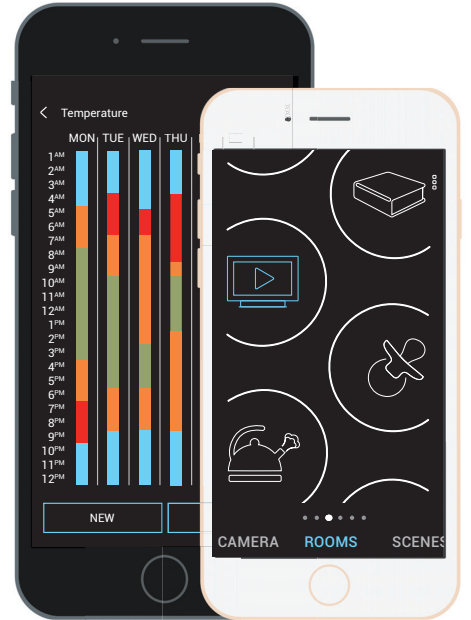 Temperature
MON TUE WED THU
1AM
2AM
3AM
4AM
5AM
6AM
7AM
8AM
9AM
10AM
11AM
12AM
1PM
2PM
3PM
4PM
5PM
6PM
7PM
8PM
9PM
10PM
11PM
12PM
NEW
CAMERA ROOMS SCENES